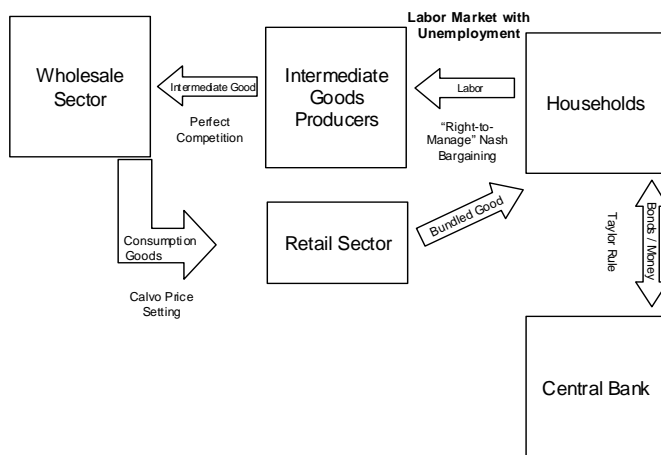 Labor Market with
Unemployment
Wholesale
Sector
Intermediate Good
Perfect
Competition
Intermediate
Goods
Producers
Labor
“Right-to-
Manage” Nash
Bargaining
Households
Consumption
Goods
Calvo Price
Setting
Retail Sector
Bundled Good
Taylor Rule
Bonds / Money
Central Bank